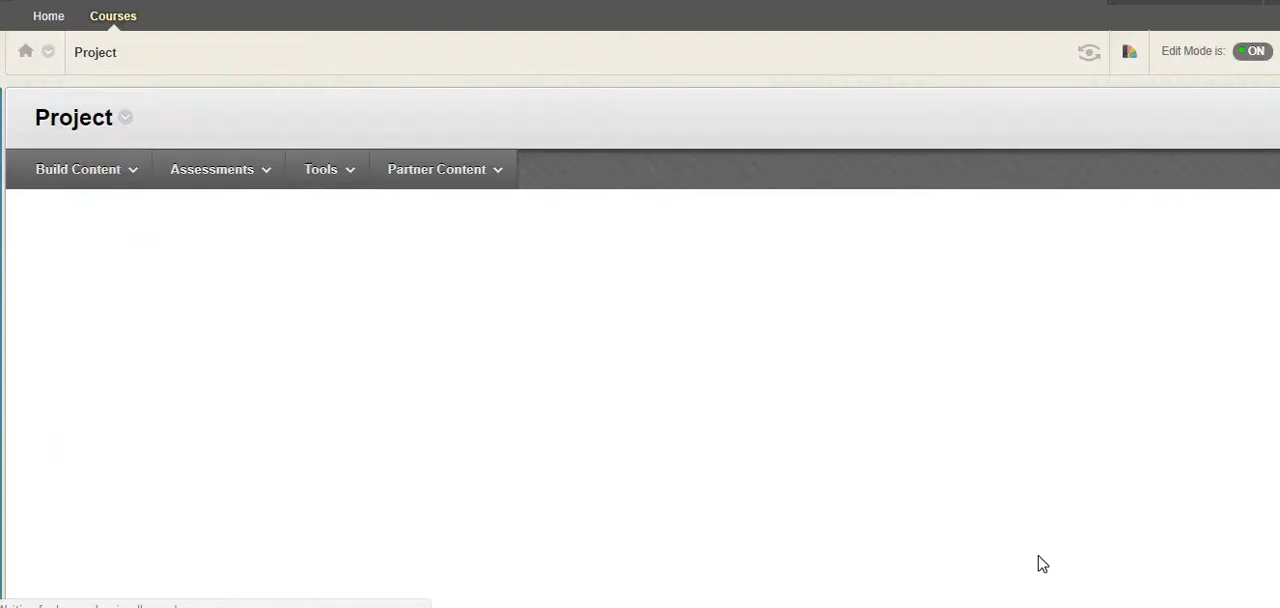 Home Courses
Project
Edit Mode is: ON
Project
Build Content Assessments Tools Partner Content